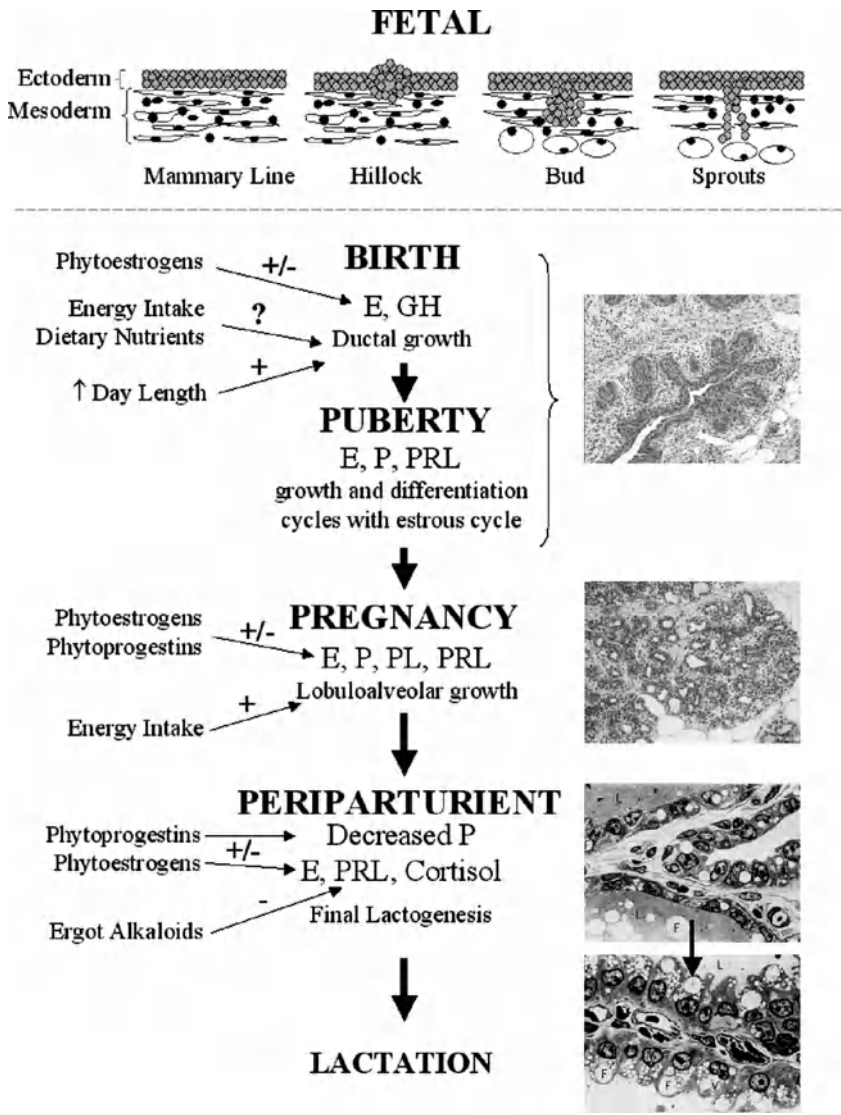 FETAL
Ectoderm
Mesoderm
Mammary Line
Hillock
Bud
Sprouts
Phytoestrogens
+/-
BIRTH
E, GH
Energy Intake
Dietary Nutrients
?
Ductal growth
+
↑ Day Length
PUBERTY
E, P, PRL
growth and differentiation
cycles with estrous cycle
Phytoestrogens
Phytoprogestins
+/-
PREGNANCY
E, P, PL, PRL
Lobuloalveolar growth
+
Energy Intake
PERIPARTURIENT
Phytoprogestins
Decreased P
Phytoestrogens
+/-
E, PRL, Cortisol
-
Ergot Alkaloids
Final Lactogenesis
LACTATION
L
L
F
L
F
F
V